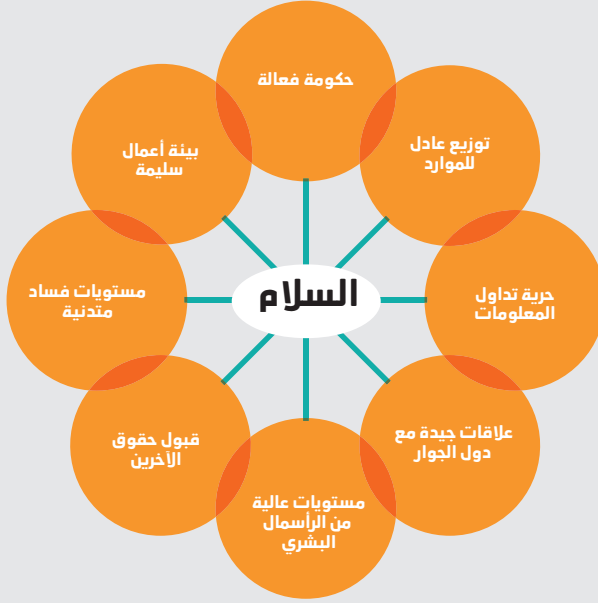 حكومة فعالة
توزيع عادل
للموارد
حرية تداول
المعلومات
علاقات جيدة مع
دول الجوار
مستويات عالية
من الرأسمال
البشري
قبول حقوق
الآخرين
مستويات فساد
متدنية
بيئة أعمال
سليمة
السلام